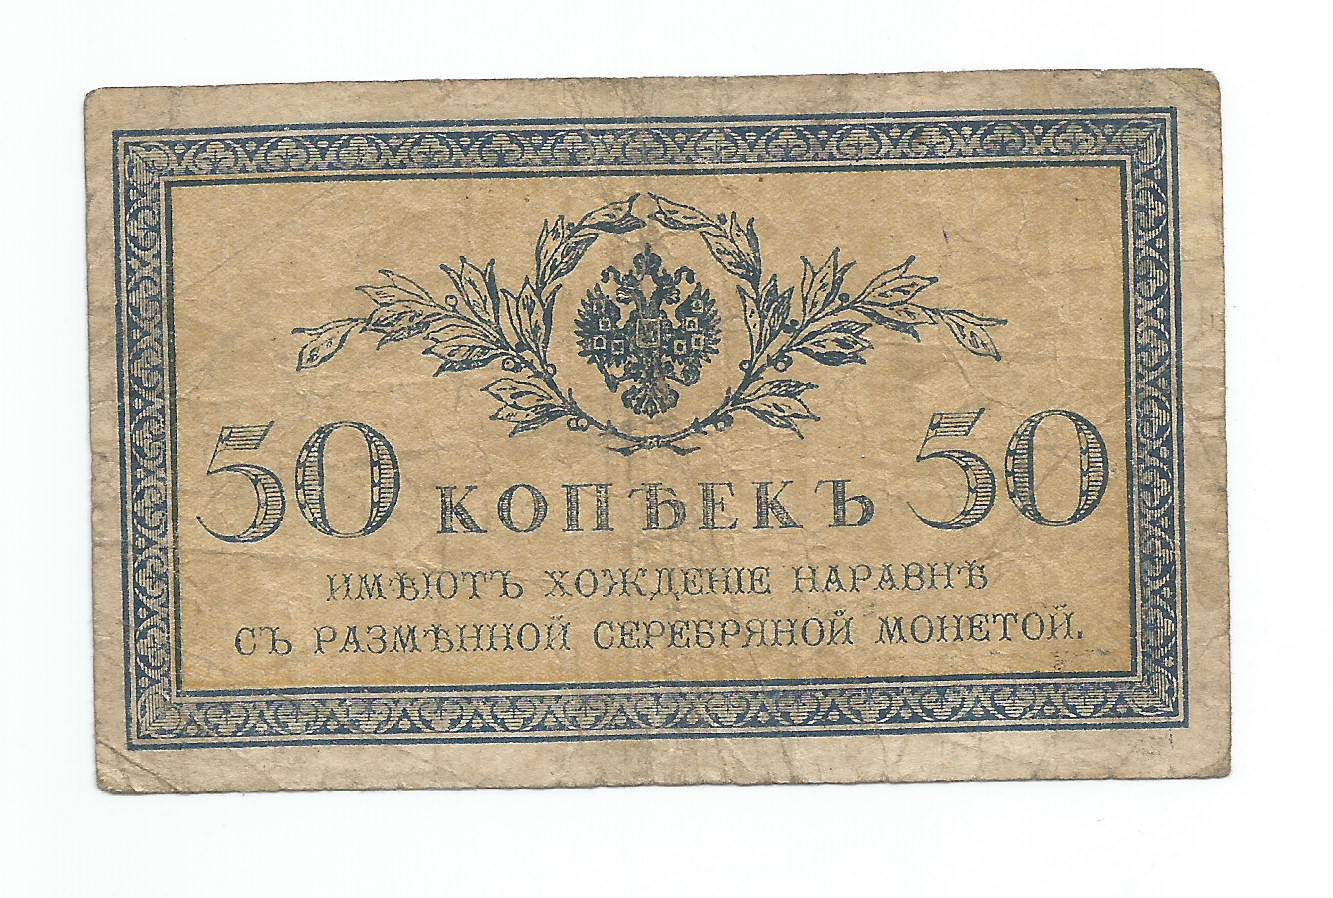 50 КОПѢЕКЪ 50
ИМѢЮТЪ ХОЖДЕНІЕ НАРАВНѢ
СЪ РАЗМѢННОЙ СЕРЕБРЯНОЙ МОНЕТОЙ.